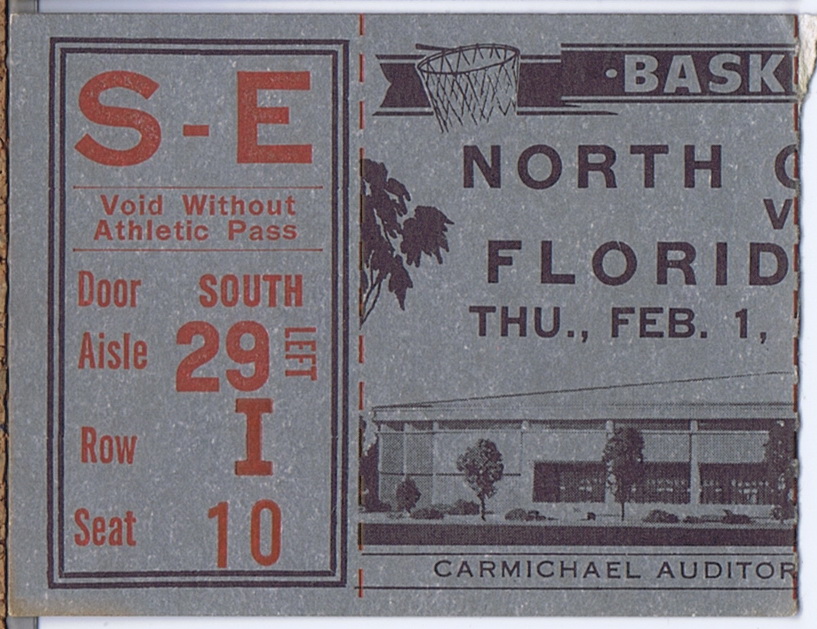 S-E
Void Without
Athletic Pass
Door SOUTH
Aisle 29 LEFT
Row I
Seat 10
·BASK
NORTH C
V
FLORID
THU., FEB. 1,
CARMICHAEL AUDITOR